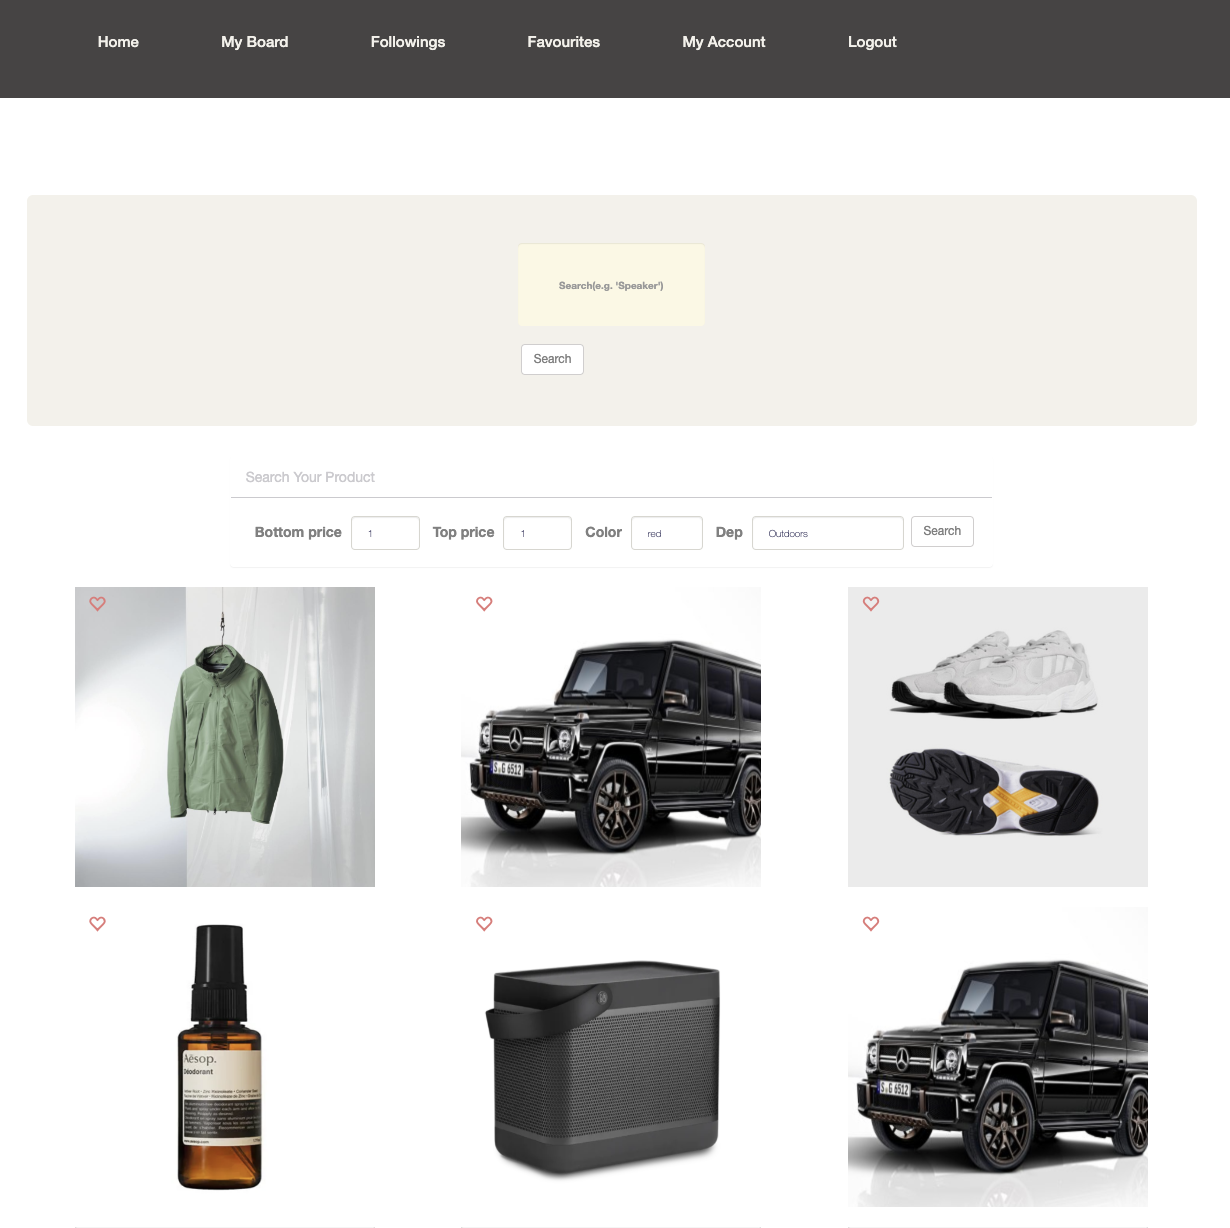 Home My Board Followings Favourites My Account Logout
Search(e.g. 'Speaker')
Search
Search Your Product
Bottom price 1 Top price 1 Color red Dep Outdoors Search
S G 6512
Aēsop.
Déodorant
S G 6512